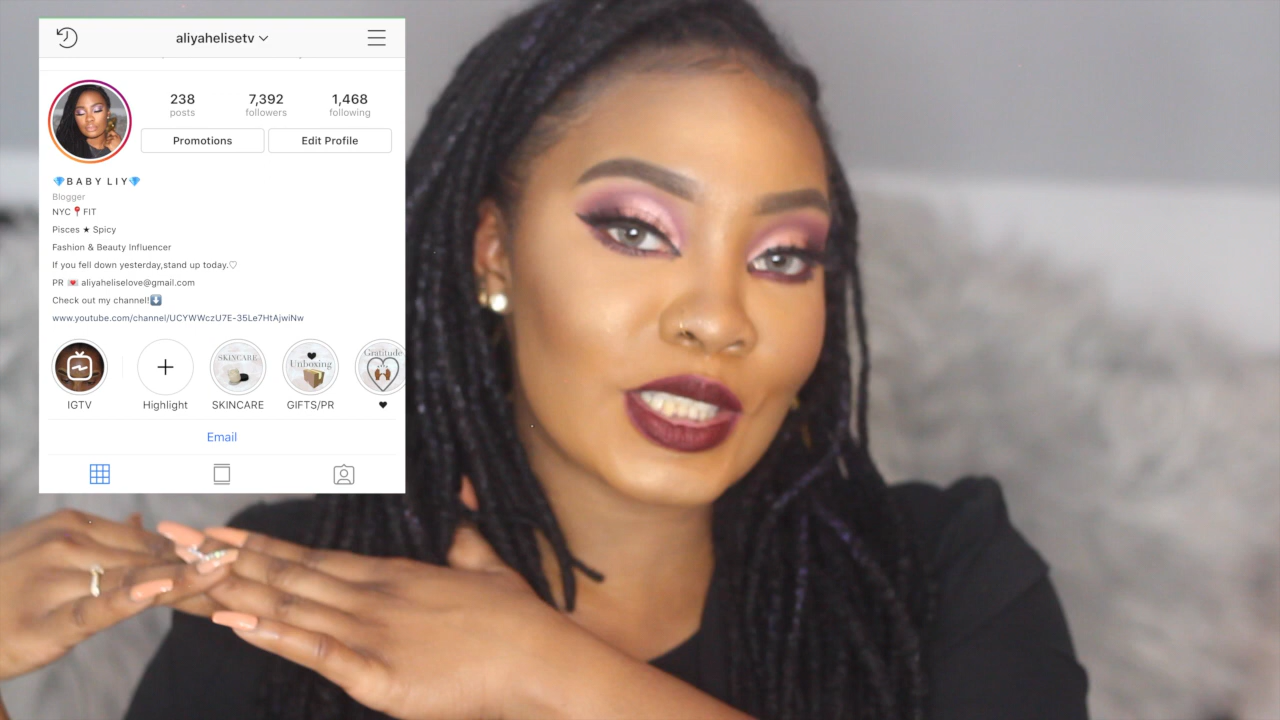 aliyahelisetv
238
posts
7,392
followers
1,468
following
Promotions
Edit Profile
💎BABY LIY💎
Blogger
NYC📍FIT
Pisces ★ Spicy
Fashion & Beauty Influencer
If you fell down yesterday,stand up today.♡
PR 💌 aliyaheliselove@gmail.com
Check out my channel!⬇️
www.youtube.com/channel/UCYWWczU7E-35Le7HtAjwiNw
SKINCARE
Unboxing
Gratitude
IGTV
Highlight
SKINCARE
GIFTS/PR
♥
Email